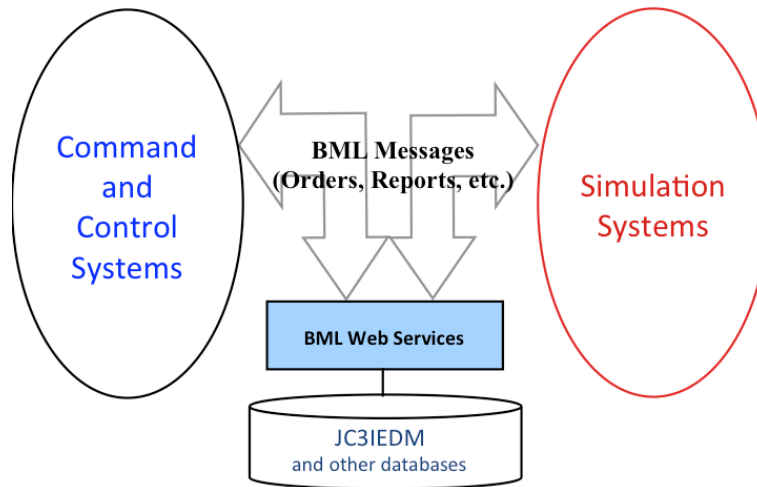 Command
and
Control
Systems
BML Messages
(Orders, Reports, etc.)
Simulation
Systems
BML Web Services
JC3IEDM
and other databases